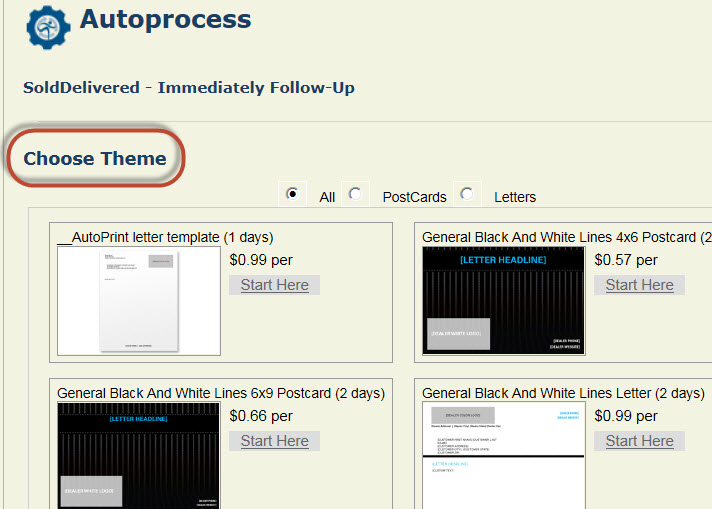 Autoprocess
SoldDelivered - Immediately Follow-Up
Choose Theme
All PostCards Letters
__AutoPrint letter template (1 days)
$0.99 per
Start Here
General Black And White Lines 4x6 Postcard (2
[LETTER HEADLINE]
[DEALER WHITE LOGO]
[DEALER PHONE]
[DEALER WEBSITE]
$0.57 per
Start Here
General Black And White Lines 6x9 Postcard (2 days)
[LETTER HEADLINE]
[DEALER WHITE LOGO]
$0.66 per
Start Here
General Black And White Lines Letter (2 days)
[LETTER HEADLINE]
[CUSTOM TEXT]
$0.99 per
Start Here